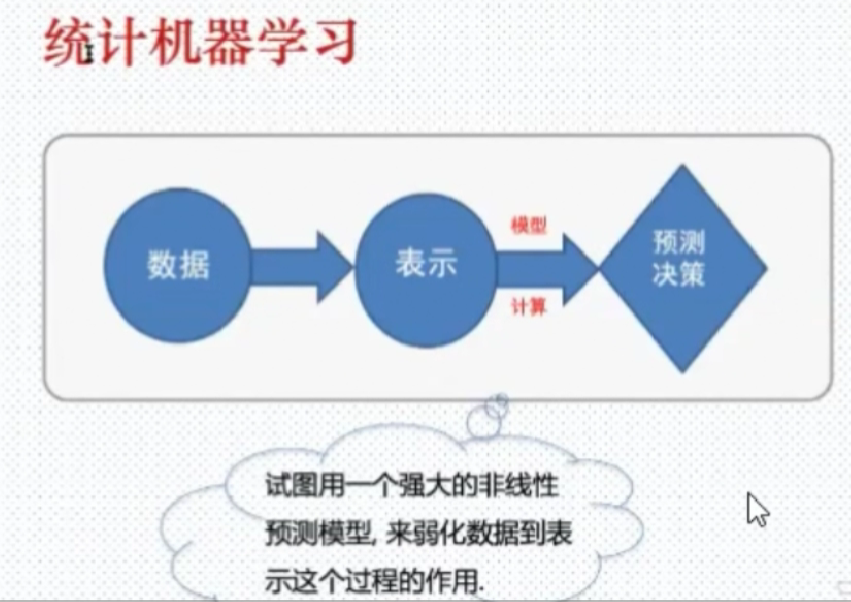 统计机器学习
数据
表示
模型
计算
预测
决策
试图用一个强大的非线性
预测模型, 来弱化数据到表
示这个过程的作用.